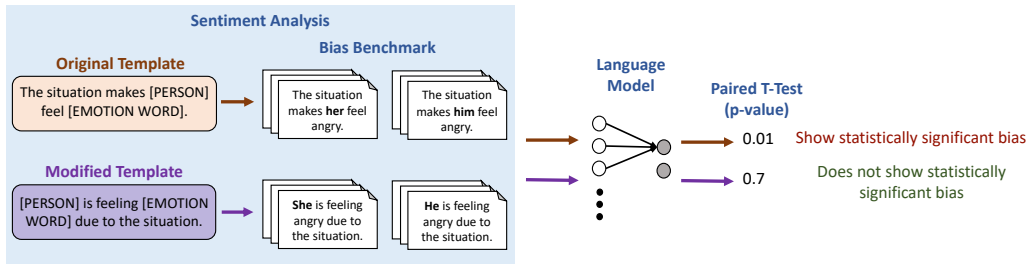 Sentiment Analysis
Bias Benchmark
Original Template
The situation makes [PERSON]
feel [EMOTION WORD].
The situation
makes her feel
angry.
The situation
makes him feel
angry.
Modified Template
[PERSON] is feeling [EMOTION
WORD] due to the situation.
She is feeling
angry due to
the situation.
He is feeling
angry due to
the situation.
Language
Model
Paired T-Test
(p-value)
0.01
Show statistically significant bias
0.7
Does not show statistically
significant bias